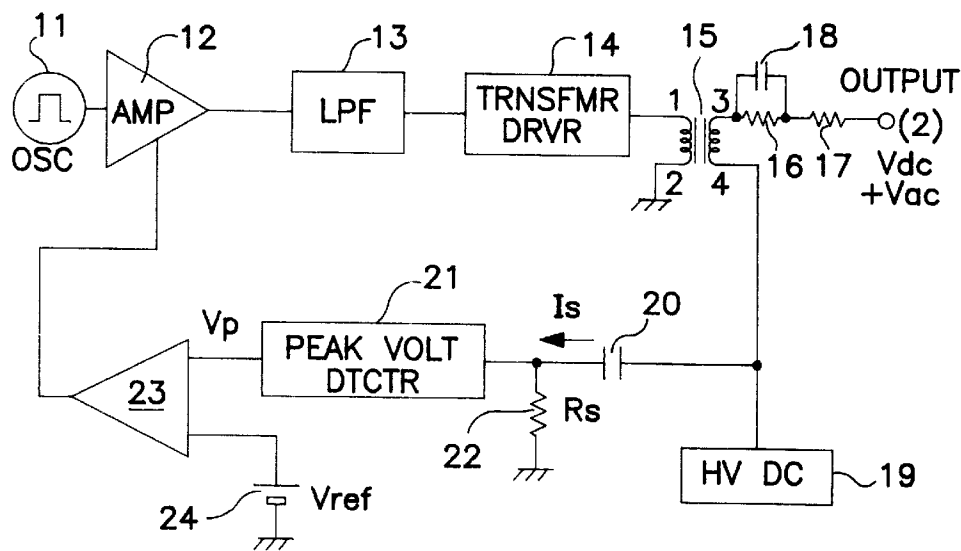 11
12
13
14
15
18
OSC
AMP
LPF
TRNSFMR
DRVR
1
2
3
4
16
17
OUTPUT
(2)
Vdc
+Vac
21
Is
20
Vp
PEAK VOLT
DTCTR
23
22
Rs
24
Vref
HV DC
19